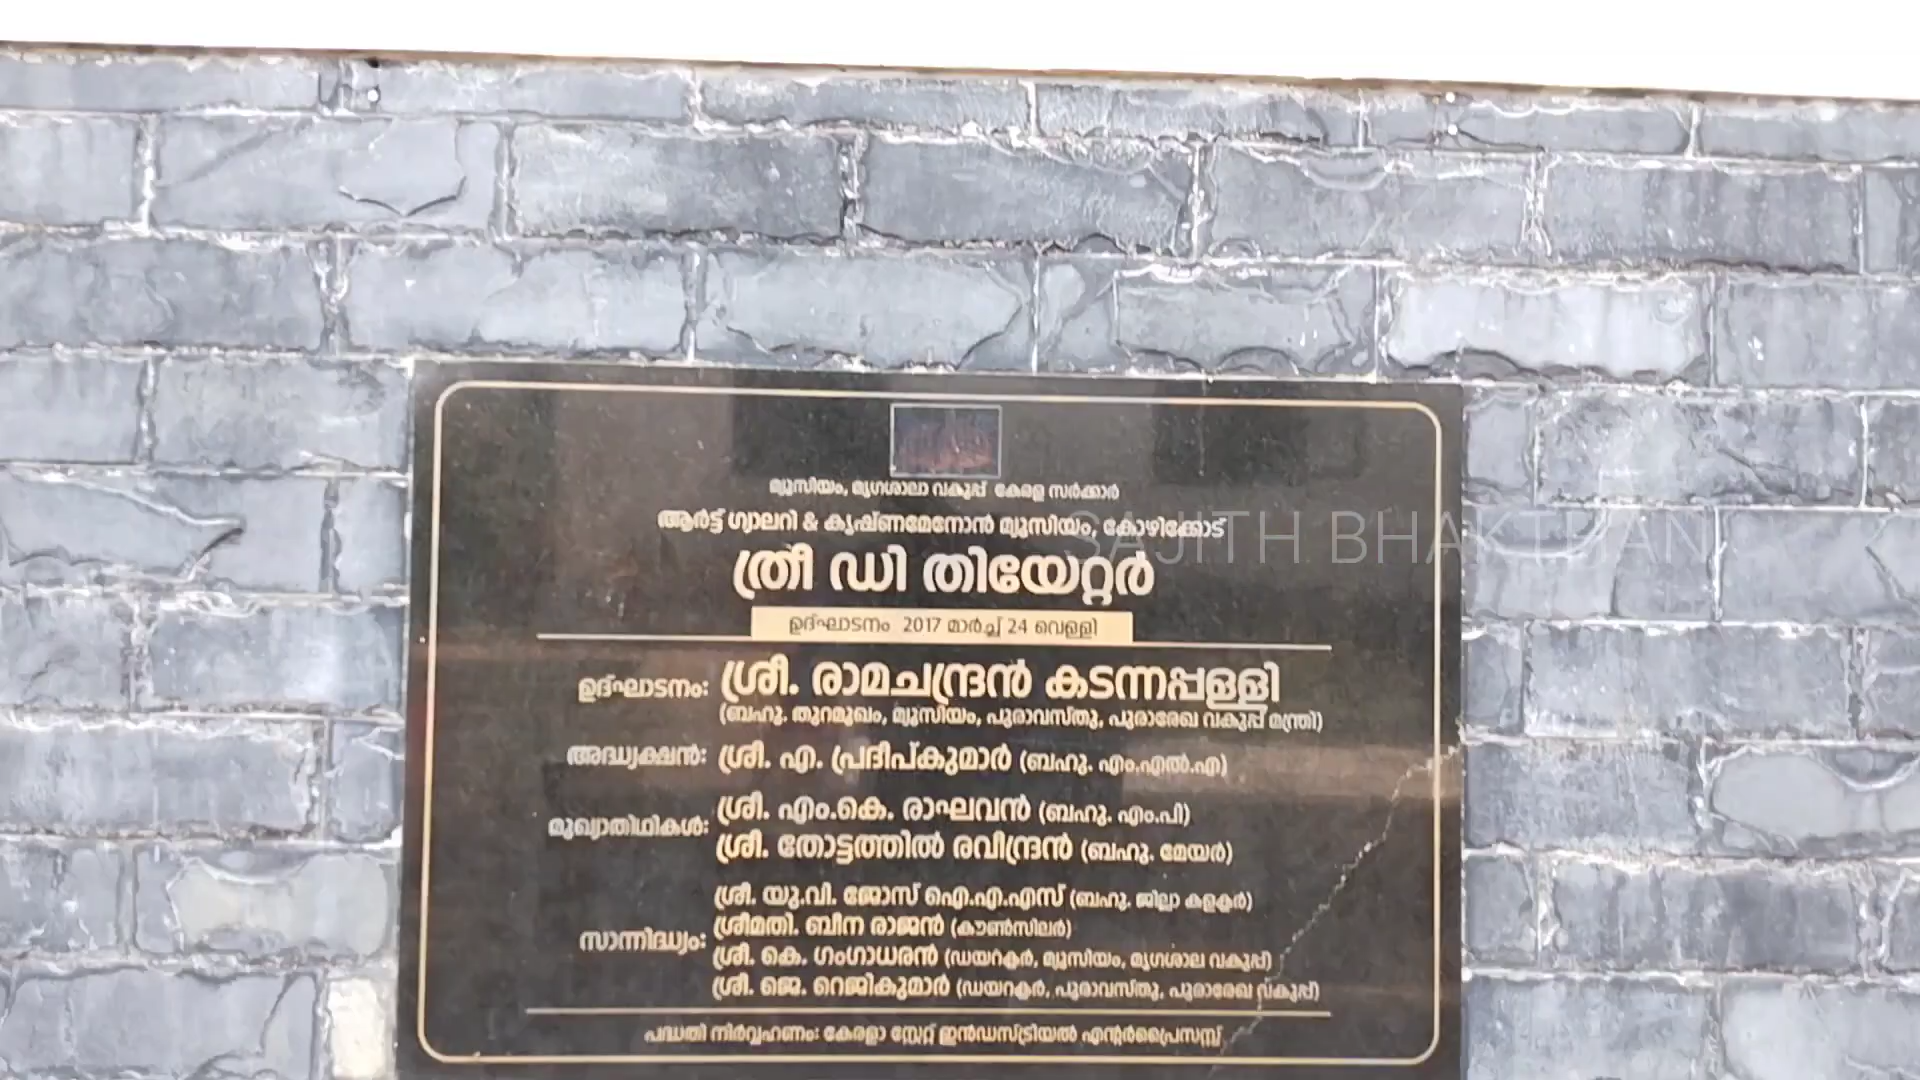 മ്യൂസിയം, മൃഗശാലാ വകുപ്പ് കേരള സർക്കാർ
ആർട്ട് ഗ്യാലറി & കൃഷ്ണമേനോൻ മ്യൂസിയം, കോഴിക്കോട്
SAJITH BHAKTHAN
ത്രീ ഡി തിയേറ്റർ
ഉദ്ഘാടനം 2017 മാർച്ച് 24 വെള്ളി
ഉദ്ഘാടനം: ശ്രീ. രാമചന്ദ്രൻ കടന്നപ്പള്ളി
(ബഹു. തുറമുഖം, മ്യൂസിയം, പുരാവസ്തു, പുരാരേഖ വകുപ്പ് മന്ത്രി)
അദ്ധ്യക്ഷൻ: ശ്രീ. എ. പ്രദീപ്കുമാർ (ബഹു. എം.എൽ.എ)
മുഖ്യാതിഥികൾ: ശ്രീ. എം.കെ. രാഘവൻ (ബഹു. എം.പി)
ശ്രീ. തോട്ടത്തിൽ രവീന്ദ്രൻ (ബഹു. മേയർ)
സാന്നിദ്ധ്യം: ശ്രീ. യു.വി. ജോസ് ഐ.എ.എസ് (ബഹു. ജില്ലാ കളക്ടർ)
ശ്രീമതി. ബീന രാജൻ (കൗൺസിലർ)
ശ്രീ. കെ. ഗംഗാധരൻ (ഡയറക്ടർ, മ്യൂസിയം, മൃഗശാല വകുപ്പ്)
ശ്രീ. ജെ. റെജികുമാർ (ഡയറക്ടർ, പുരാവസ്തു, പുരാരേഖ വകുപ്പ്)
പദ്ധതി നിർവ്വഹണം: കേരളാ സ്റ്റേറ്റ് ഇൻഡസ്ട്രിയൽ എന്റർപ്രൈസസ്സ്